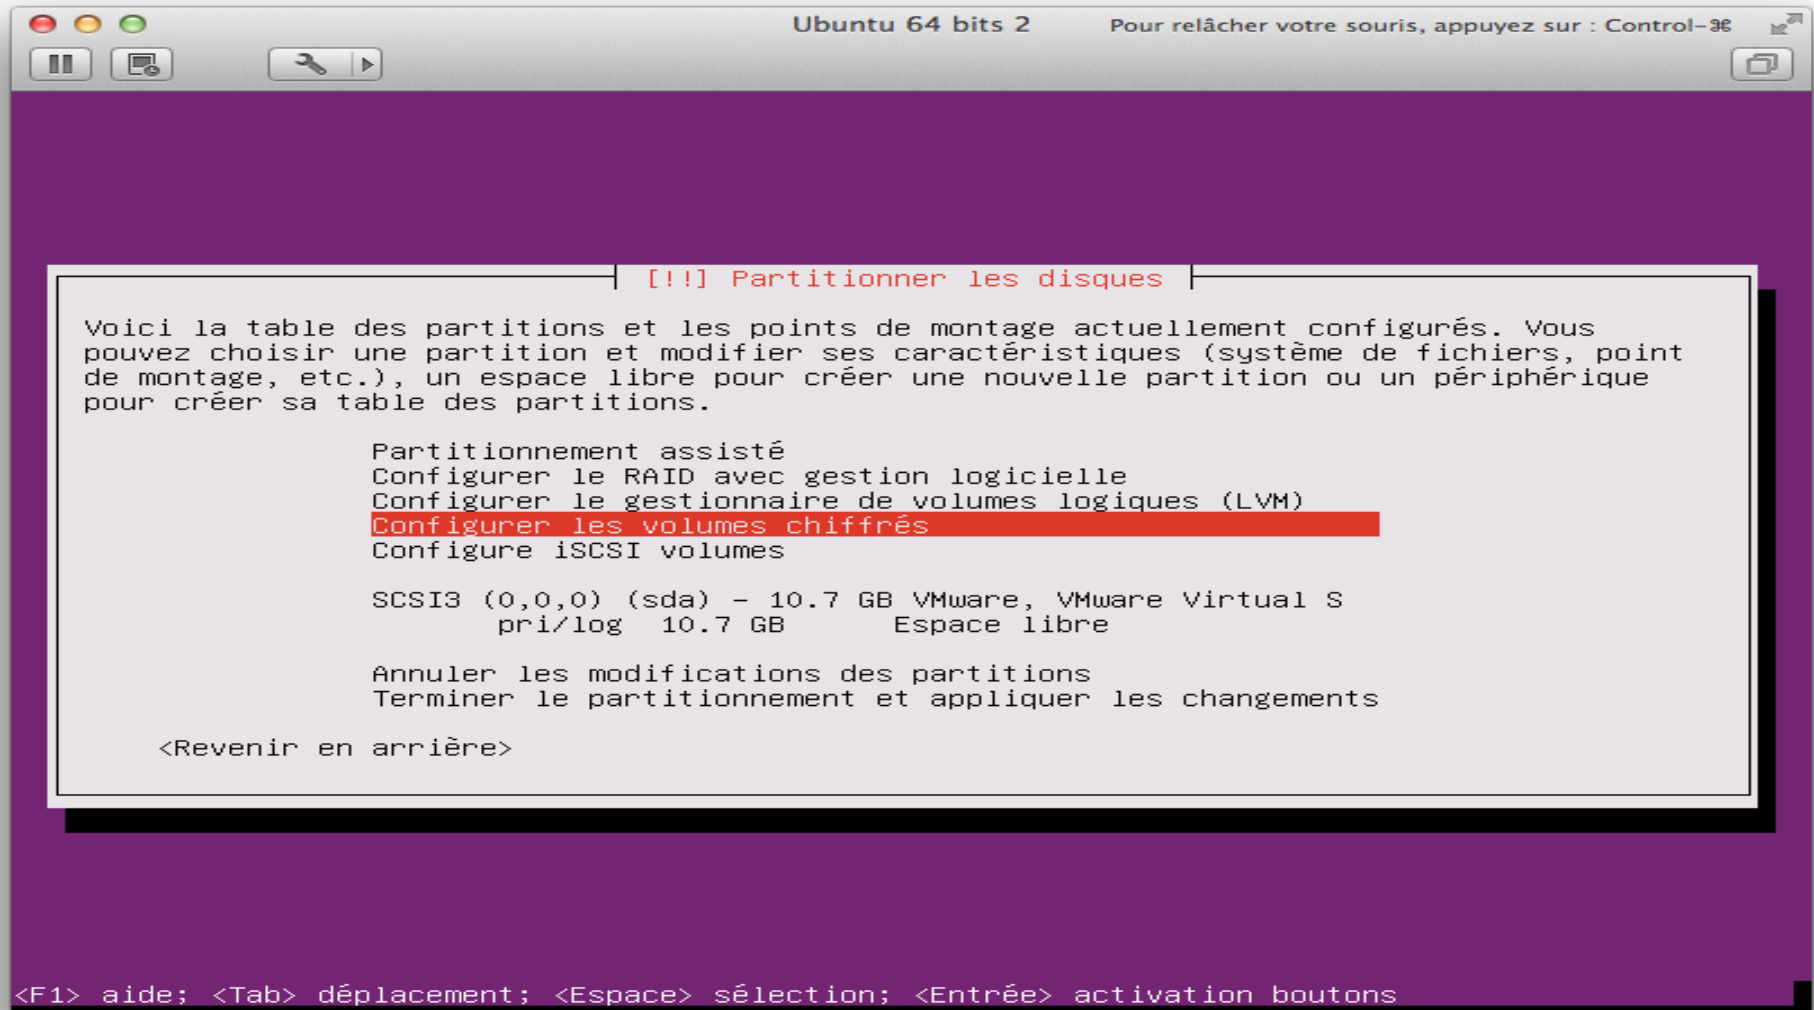 Ubuntu 64 bits 2 Pour relâcher votre souris, appuyez sur : Control-⌘
[!!] Partitionner les disques
Voici la table des partitions et les points de montage actuellement configurés. Vous
pouvez choisir une partition et modifier ses caractéristiques (système de fichiers, point
de montage, etc.), un espace libre pour créer une nouvelle partition ou un périphérique
pour créer sa table des partitions.
Partitionnement assisté
Configurer le RAID avec gestion logicielle
Configurer le gestionnaire de volumes logiques (LVM)
Configurer les volumes chiffrés
Configure iSCSI volumes
SCSI3 (0,0,0) (sda) - 10.7 GB VMware, VMware Virtual S
pri/log 10.7 GB Espace libre
Annuler les modifications des partitions
Terminer le partitionnement et appliquer les changements
<Revenir en arrière>
<F1> aide; <Tab> déplacement; <Espace> sélection; <Entrée> activation boutons